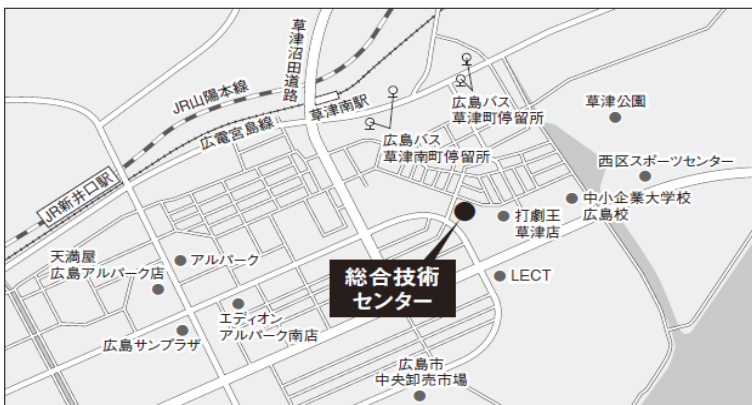 草津沼田道路
JR山陽本線
草津南駅
広電宮島線
広島バス
草津町停留所
草津公園
広島バス
草津南町停留所
西区スポーツセンター
JR新井口駅
中小企業大学校
広島校
打劇王
草津店
天満屋
広島アルパーク店
アルパーク
総合技術
センター
LECT
エディオン
アルパーク南店
広島サンプラザ
広島市
中央卸売市場